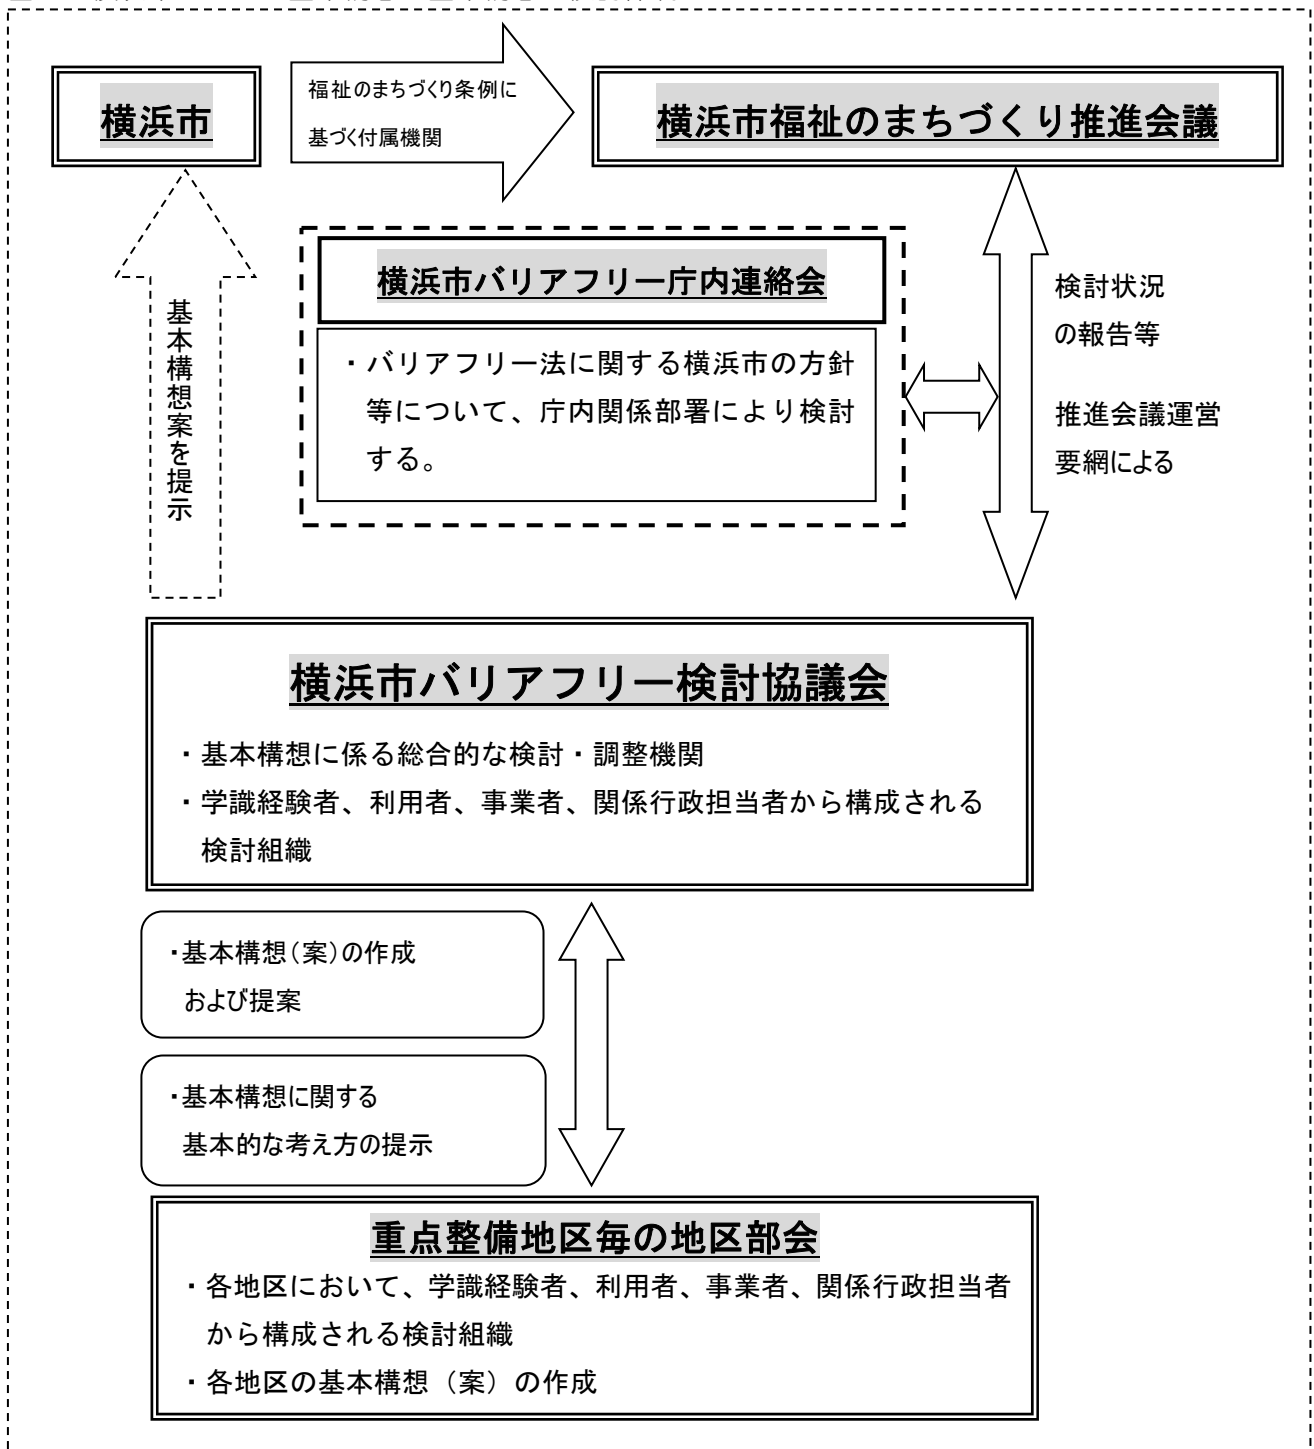 横浜市
福祉のまちづくり条例に
基づく付属機関
横浜市福祉のまちづくり推進会議
横浜市バリアフリー庁内連絡会
・バリアフリー法に関する横浜市の方針
等について、庁内関係部署により検討
する。
検討状況
の報告等
推進会議運営
要綱による
基本構想案を提示
横浜市バリアフリー検討協議会
・基本構想に係る総合的な検討・調整機関
・学識経験者、利用者、事業者、関係行政担当者から構成される
検討組織
・基本構想(案)の作成
および提案
・基本構想に関する
基本的な考え方の提示
重点整備地区毎の地区部会
・各地区において、学識経験者、利用者、事業者、関係行政担当者
から構成される検討組織
・各地区の基本構想（案）の作成